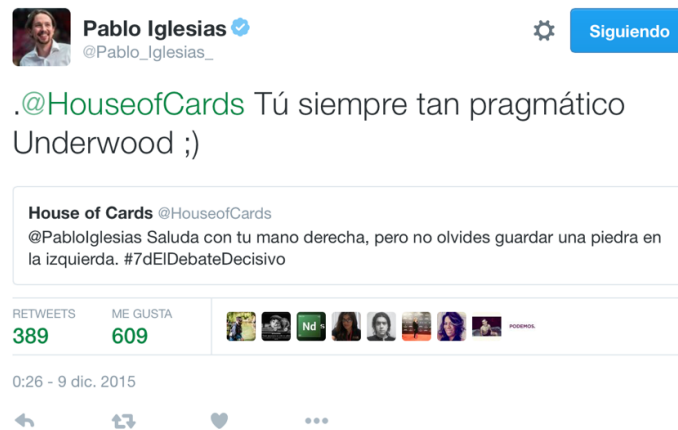 Pablo Iglesias
@Pablo_Iglesias_
Siguiendo
.@HouseofCards Tú siempre tan pragmático
Underwood ;)
House of Cards @HouseofCards
@PabloIglesias Saluda con tu mano derecha, pero no olvides guardar una piedra en
la izquierda. #7dElDebateDecisivo
RETWEETS
389
ME GUSTA
609
Nd s
PODEMOS.
0:26 - 9 dic. 2015